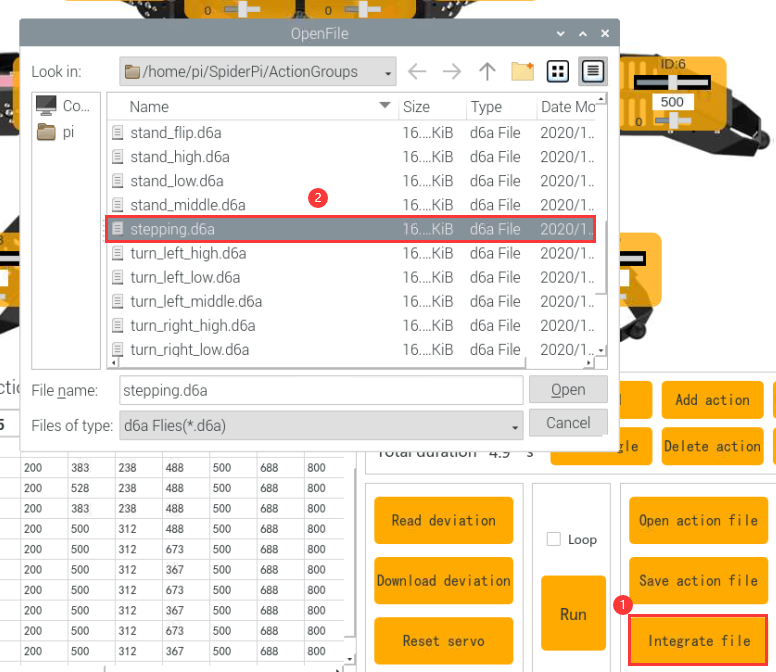 0
2
0
OpenFile
Look in:
/home/pi/SpiderPi/ActionGroups
ID:6
500
0
Co...
pi
Name Size Type Date Mo
stand_flip.d6a 16....KiB d6a File 2020/1..
stand_high.d6a 16....KiB d6a File 2020/1..
stand_low.d6a 16....KiB d6a File 2020/1..
stand_middle.d6a 16....KiB d6a File 2020/1..
2
stepping.d6a 16....KiB d6a File 2020/1..
turn_left_high.d6a 16....KiB d6a File 2020/1..
turn_left_low.d6a 16....KiB d6a File 2020/1..
turn_left_middle.d6a 16....KiB d6a File 2020/1..
turn_right_high.d6a 16....KiB d6a File 2020/1..
turn_right_low.d6a 16....KiB d6a File 2020/1..
File name: stepping.d6a Open
Files of type: d6a Flies(*.d6a) Cancel
Add action
Total duration 4.9 s
gle
Delete action
200 383 238 488 500 688 800
200 528 238 488 500 688 800
200 383 238 488 500 688 800
200 500 312 488 500 688 800
200 500 312 673 500 688 800
200 500 312 367 500 688 800
200 500 312 673 500 688 800
200 500 312 367 500 688 800
200 500 312 673 500 688 800
200 500 312 367 500 688 800
Read deviation
Download deviation
Reset servo
Loop
Run
Open action file
Save action file
1
Integrate file